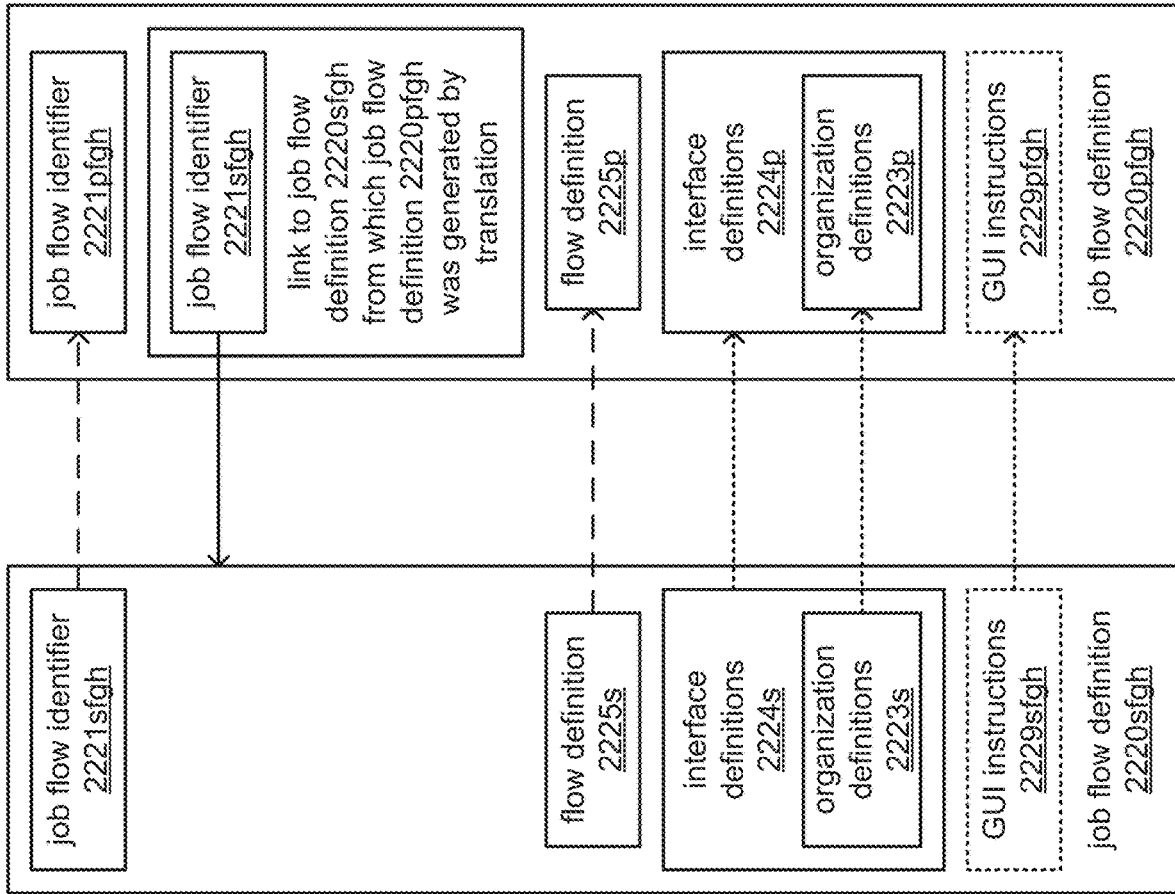 job flow identifier
2221sfgh
flow definition
2225s
interface
definitions
2224s
organization
definitions
2223s
GUI instructions
2229sfgh
job flow definition
2220sfgh
job flow identifier
2221pfgh
job flow identifier
2221sfgh
link to job flow
definition 2220sfgh
from which job flow
definition 2220pfgh
was generated by
translation
flow definition
2225p
interface
definitions
2224p
organization
definitions
2223p
GUI instructions
2229pfgh
job flow definition
2220pfgh